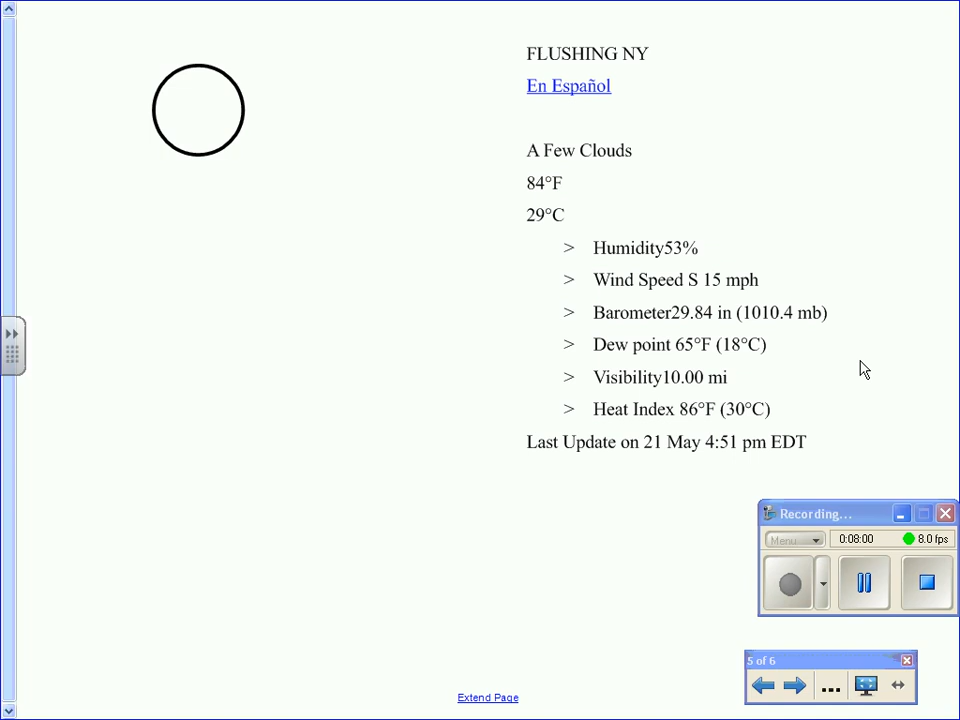 FLUSHING NY
En Español
A Few Clouds
84°F
29°C
> Humidity53%
> Wind Speed S 15 mph
> Barometer29.84 in (1010.4 mb)
> Dew point 65°F (18°C)
> Visibility10.00 mi
> Heat Index 86°F (30°C)
Last Update on 21 May 4:51 pm EDT
Recording...
Menu
0:08:00
8.0 fps
5 of 6
...
Extend Page